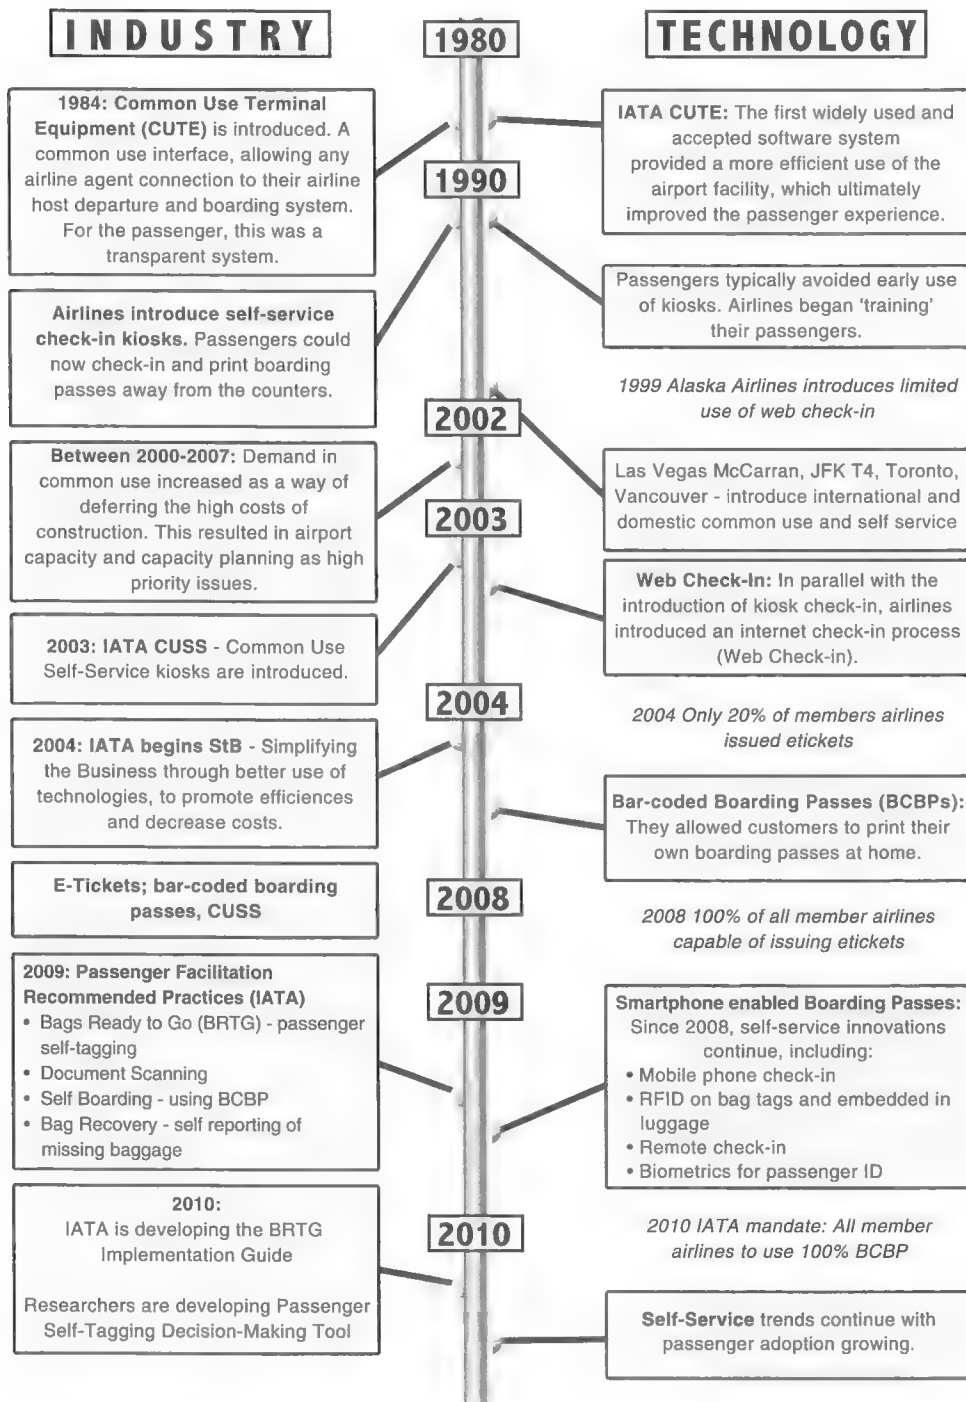 INDUSTRY
1984: Common Use Terminal
Equipment (CUTE) is introduced. A
common use interface, allowing any
airline agent connection to their airline
host departure and boarding system.
For the passenger, this was a
transparent system.
Airlines introduce self-service
check-in kiosks. Passengers could
now check-in and print boarding
passes away from the counters.
Between 2000-2007: Demand in
common use increased as a way of
deferring the high costs of
construction. This resulted in airport
capacity and capacity planning as high
priority issues.
2003: IATA CUSS - Common Use
Self-Service kiosks are introduced.
2004: IATA begins StB - Simplifying
the Business through better use of
technologies, to promote efficiences
and decrease costs.
E-Tickets; bar-coded boarding
passes, CUSS
2009: Passenger Facilitation
Recommended Practices (IATA)
• Bags Ready to Go (BRTG) - passenger
self-tagging
• Document Scanning
• Self Boarding - using BCBP
• Bag Recovery - self reporting of
missing baggage
2010:
IATA is developing the BRTG
Implementation Guide
Researchers are developing Passenger
Self-Tagging Decision-Making Tool
1980
1990
2002
2003
2004
2008
2009
2010
TECHNOLOGY
IATA CUTE: The first widely used and
accepted software system
provided a more efficient use of the
airport facility, which ultimately
improved the passenger experience.
Passengers typically avoided early use
of kiosks. Airlines began 'training'
their passengers.
1999 Alaska Airlines introduces limited
use of web check-in
Las Vegas McCarran, JFK T4, Toronto,
Vancouver - introduce international and
domestic common use and self service
Web Check-In: In parallel with the
introduction of kiosk check-in, airlines
introduced an internet check-in process
(Web Check-in).
2004 Only 20% of members airlines
issued etickets
Bar-coded Boarding Passes (BCBPs):
They allowed customers to print their
own boarding passes at home.
2008 100% of all member airlines
capable of issuing etickets
Smartphone enabled Boarding Passes:
Since 2008, self-service innovations
continue, including:
• Mobile phone check-in
• RFID on bag tags and embedded in
luggage
• Remote check-in
• Biometrics for passenger ID
2010 IATA mandate: All member
airlines to use 100% BCBP
Self-Service trends continue with
passenger adoption growing.